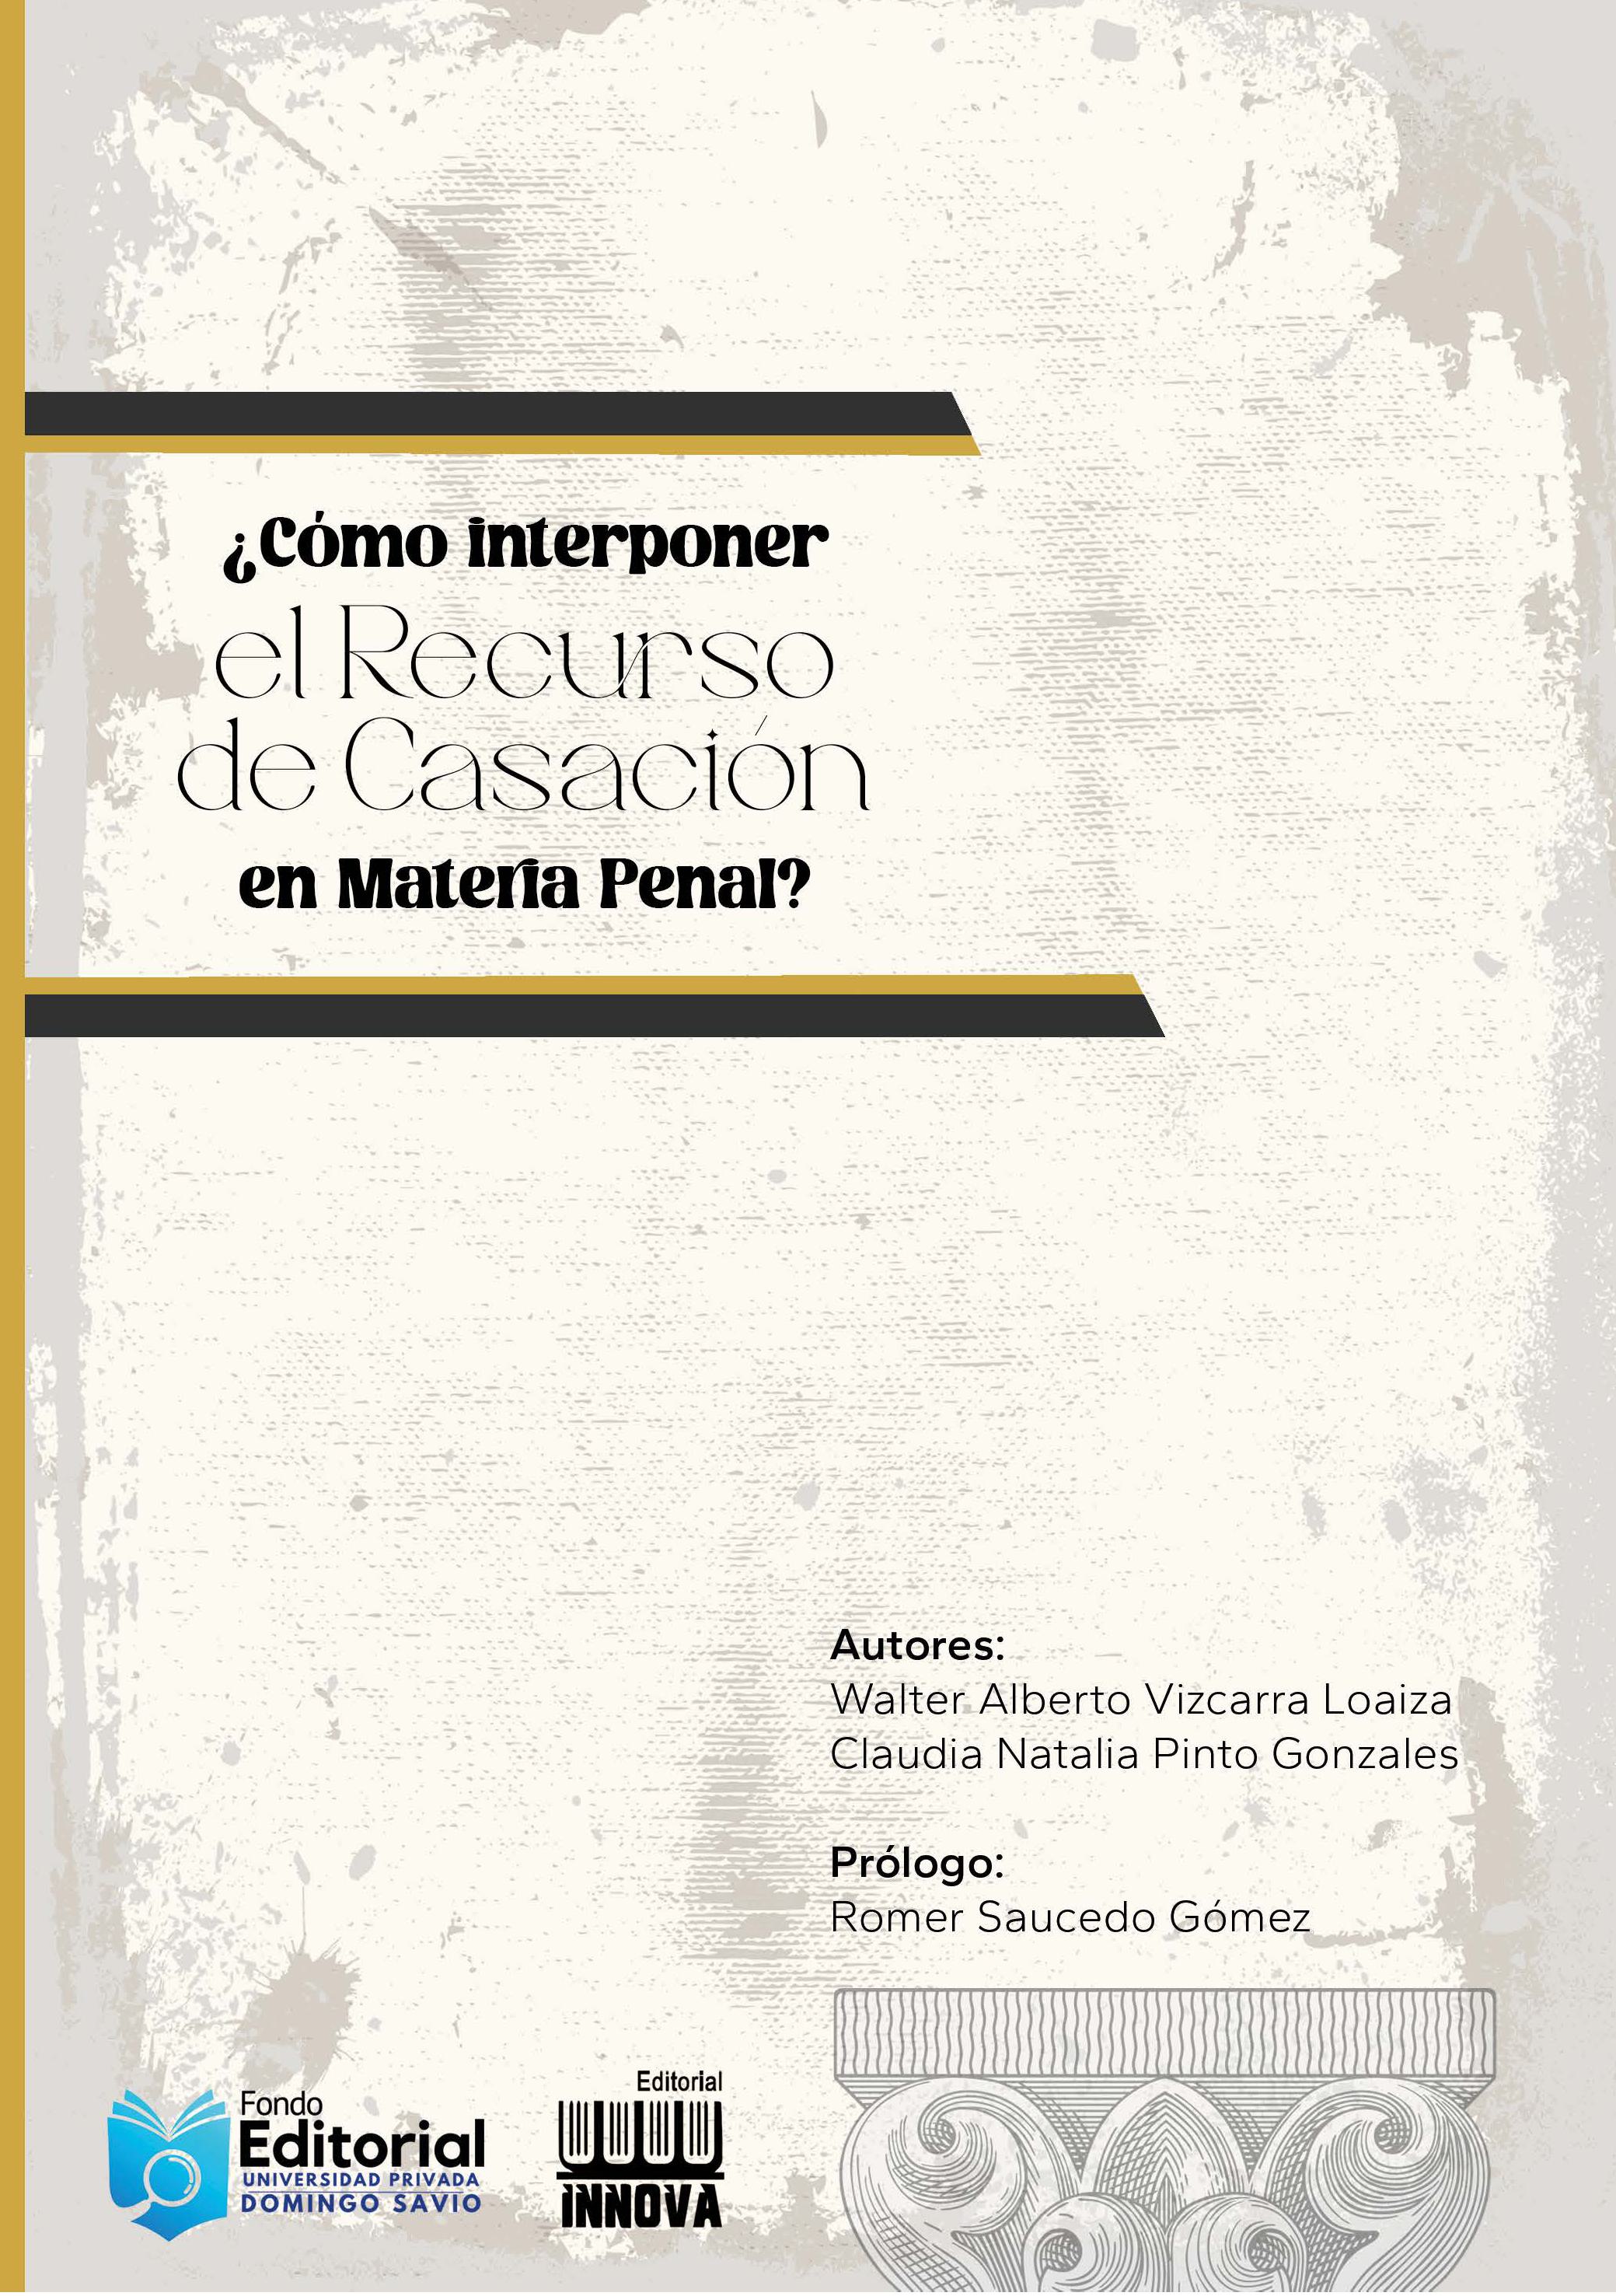 ¿Cómo interponer
el Recurso
de Casación
en Materia Penal?
Autores:
Walter Alberto Vizcarra Loaiza
Claudia Natalia Pinto Gonzales
Prólogo:
Romer Saucedo Gómez
Fondo
Editorial
UNIVERSIDAD PRIVADA
DOMINGO SAVIO
Editorial
INNOVA